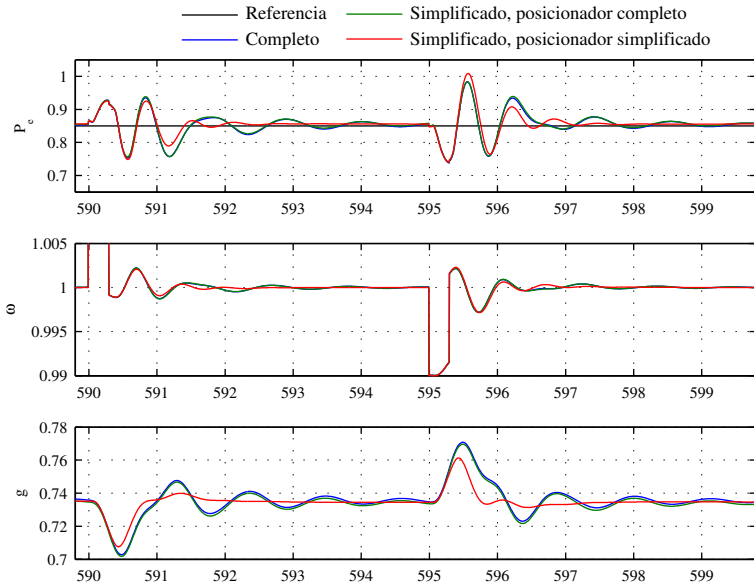 Referencia
Completo
Simplificado, posicionador completo
Simplificado, posicionador simplificado
1
0.9
0.8
0.7
P_e
590 591 592 593 594 595 596 597 598 599
1.005
1
0.995
0.99
ω
590 591 592 593 594 595 596 597 598 599
0.78
0.76
0.74
0.72
0.7
g
590 591 592 593 594 595 596 597 598 599